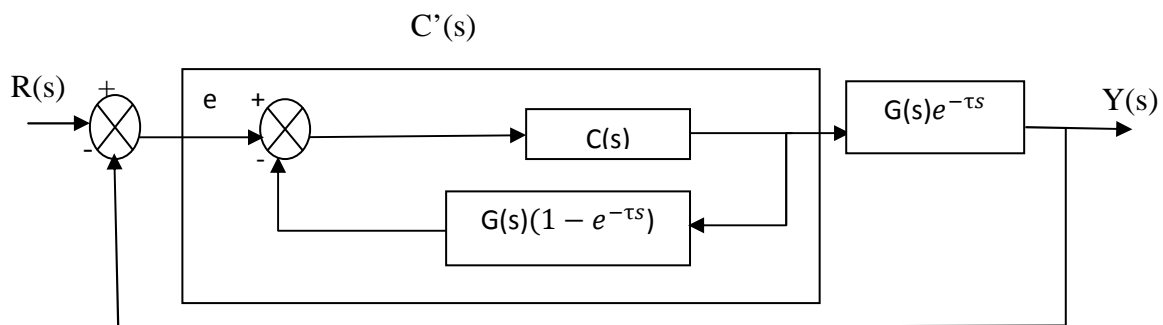 C’(s)
R(s)
+
-
e
+
-
C(s)
G(s)e^{−τs}
Y(s)
G(s)(1 − e^{−τs})